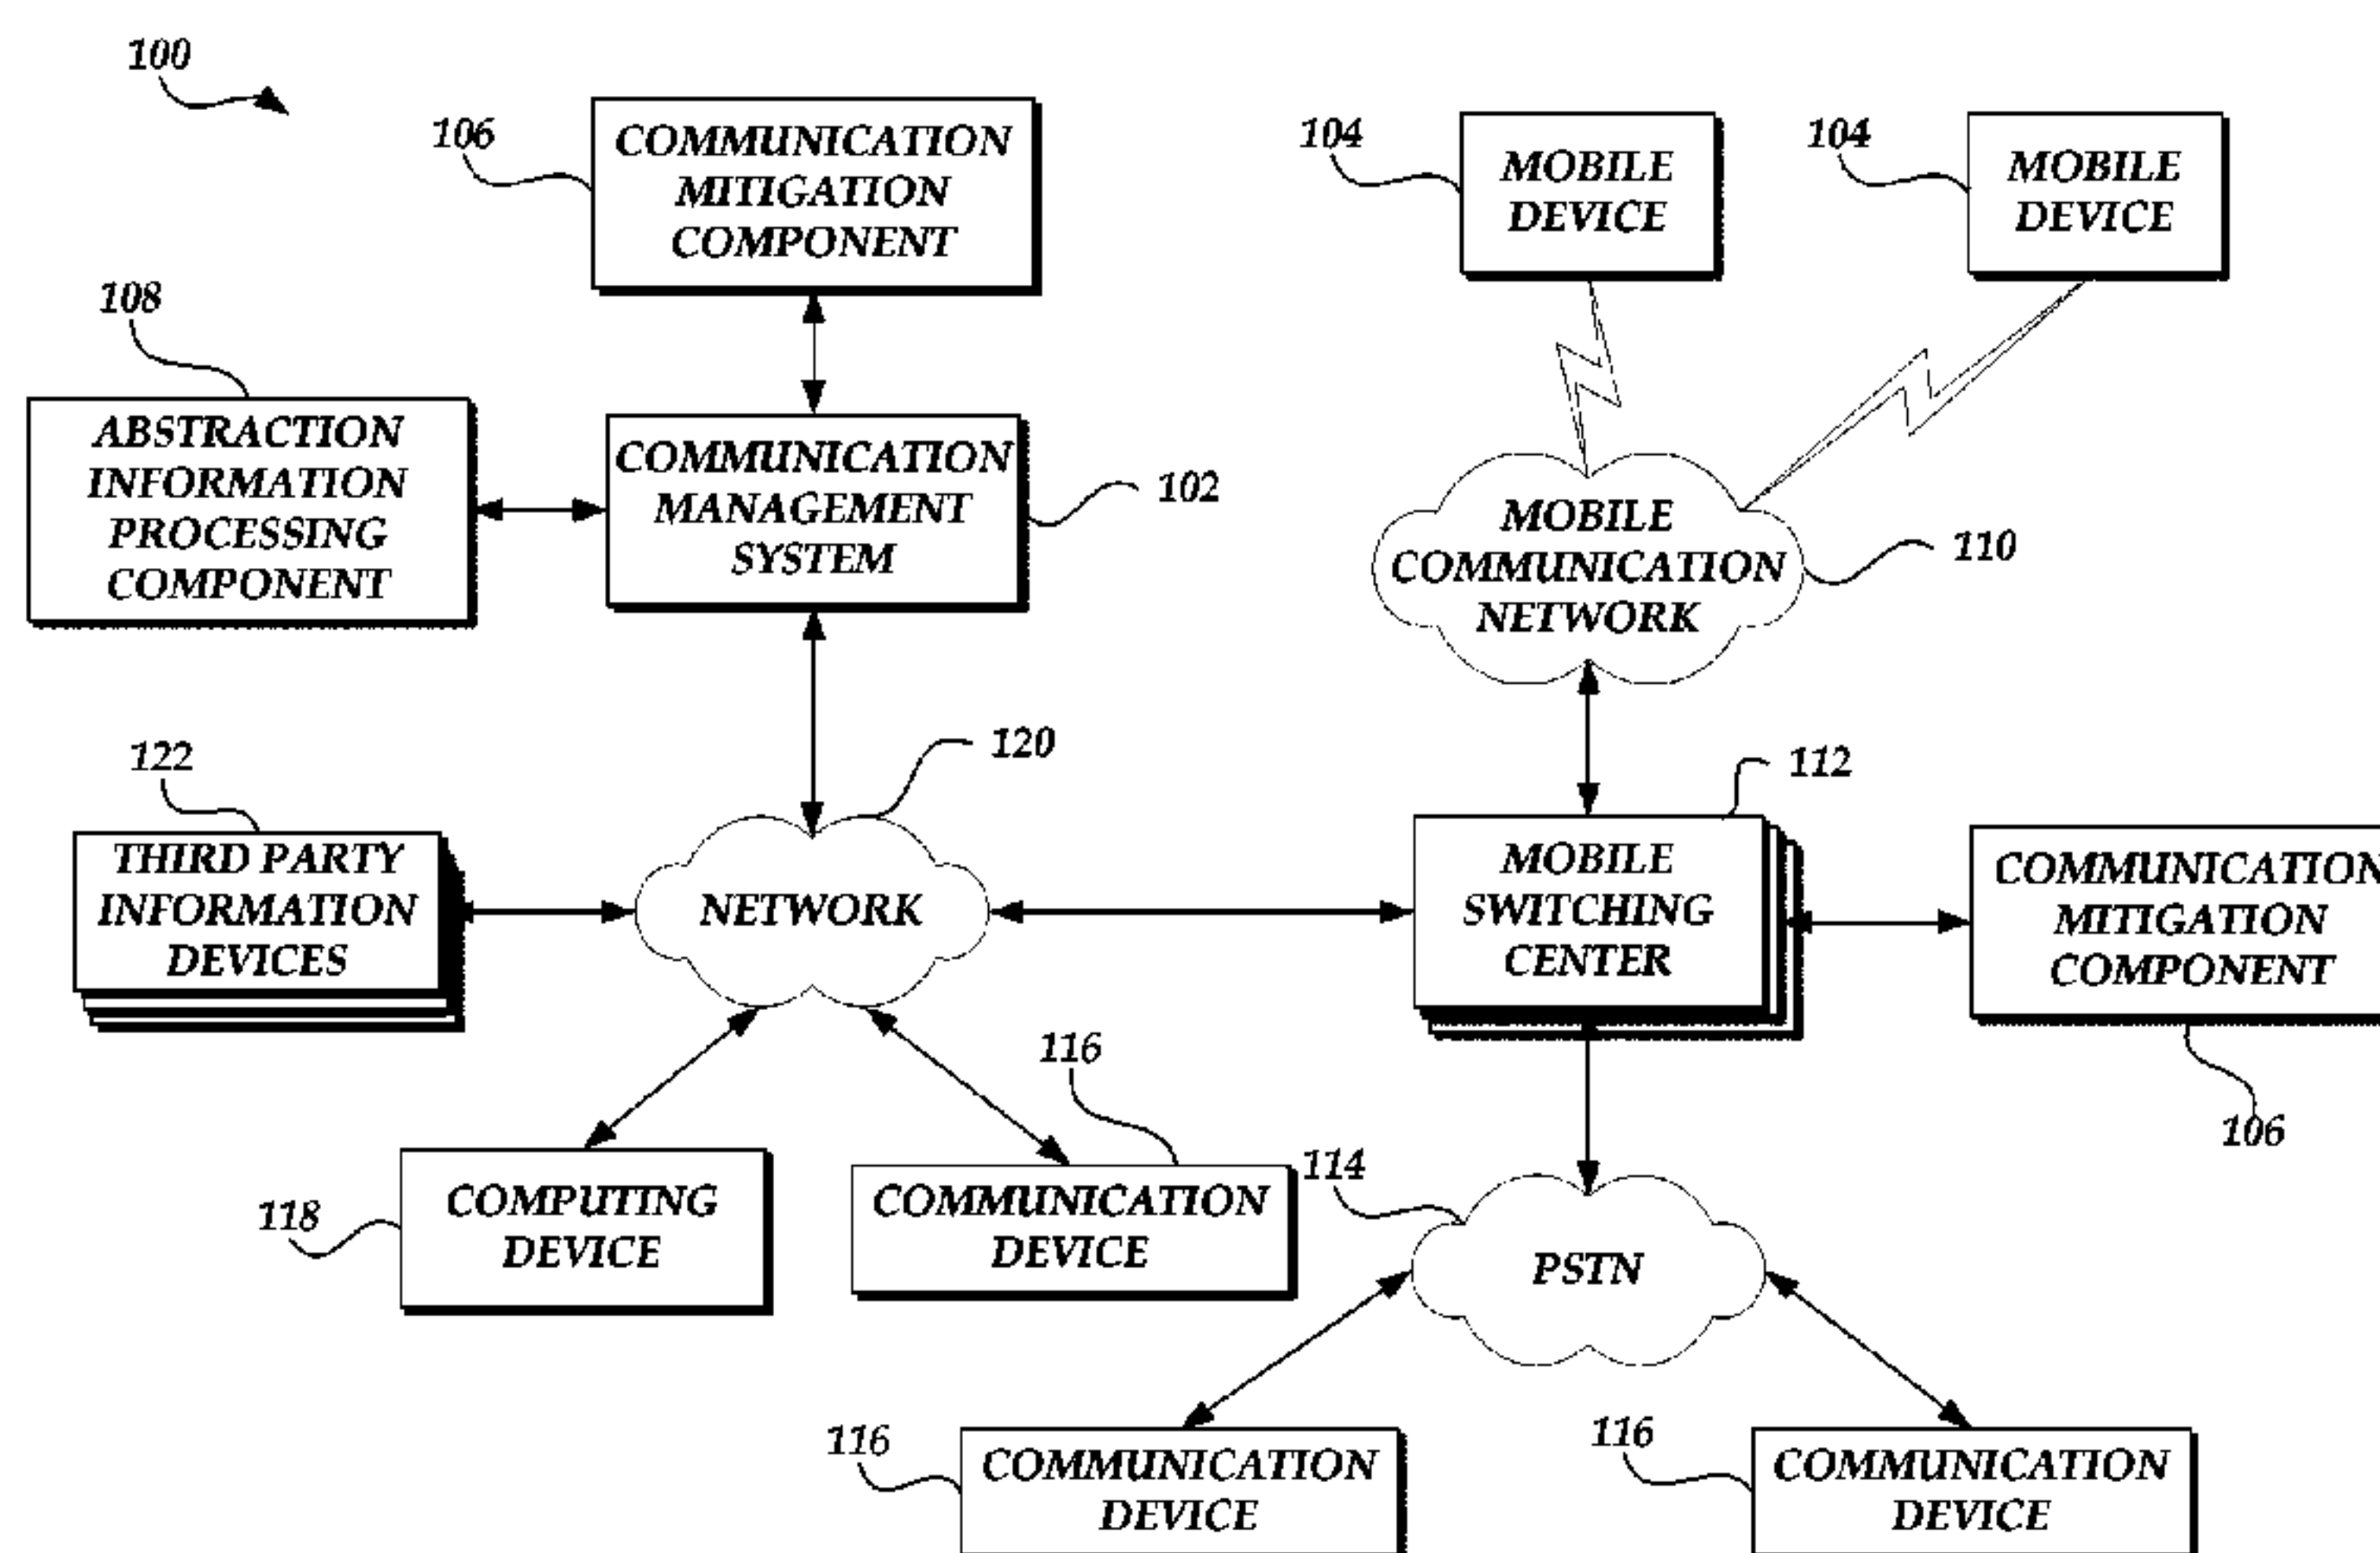 100
106
COMMUNICATION
MITIGATION
COMPONENT
104
MOBILE
DEVICE
104
MOBILE
DEVICE
108
ABSTRACTION
INFORMATION
PROCESSING
COMPONENT
COMMUNICATION
MANAGEMENT
SYSTEM
102
MOBILE
COMMUNICATION
NETWORK
110
122
THIRD PARTY
INFORMATION
DEVICES
120
NETWORK
112
MOBILE
SWITCHING
CENTER
COMMUNICATION
MITIGATION
COMPONENT
106
118
COMPUTING
DEVICE
116
COMMUNICATION
DEVICE
114
PSTN
116
COMMUNICATION
DEVICE
116
COMMUNICATION
DEVICE